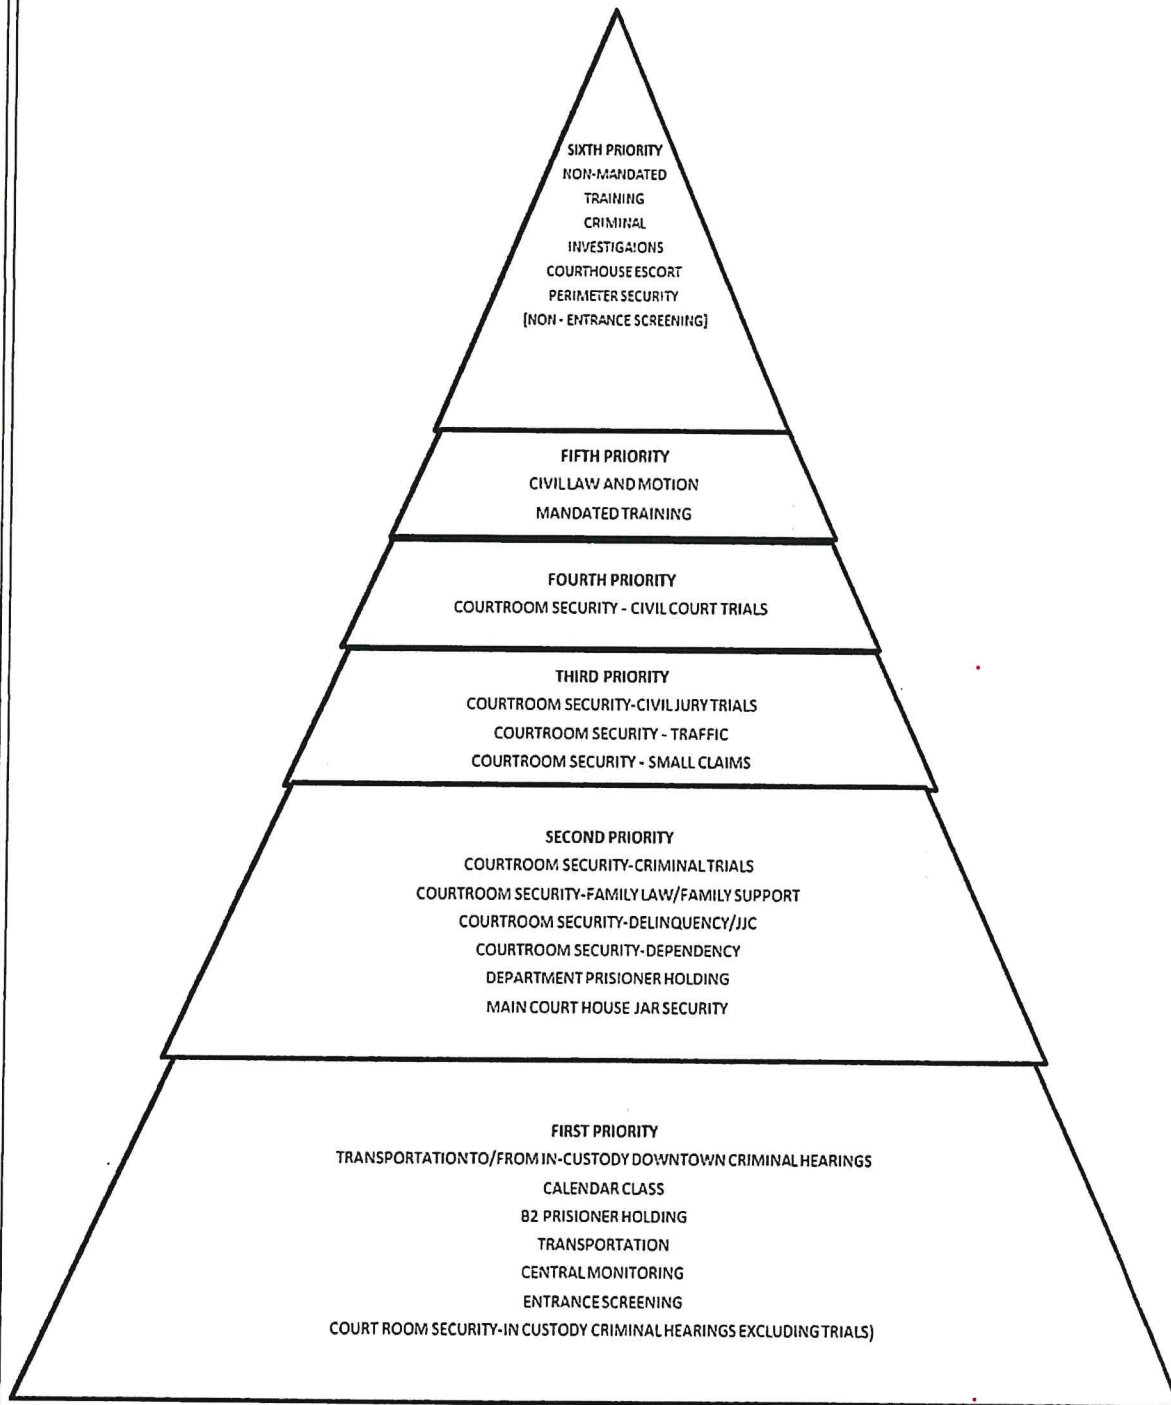 SIXTH PRIORITY
NON-MANDATED
TRAINING
CRIMINAL
INVESTIGAIONS
COURTHOUSE ESCORT
PERIMETER SECURITY
[NON - ENTRANCE SCREENING]
FIFTH PRIORITY
CIVIL LAW AND MOTION
MANDATED TRAINING
FOURTH PRIORITY
COURTROOM SECURITY - CIVIL COURT TRIALS
THIRD PRIORITY
COURTROOM SECURITY-CIVIL JURY TRIALS
COURTROOM SECURITY - TRAFFIC
COURTROOM SECURITY - SMALL CLAIMS
SECOND PRIORITY
COURTROOM SECURITY-CRIMINAL TRIALS
COURTROOM SECURITY-FAMILY LAW/FAMILY SUPPORT
COURTROOM SECURITY-DELINQUENCY/JJC
COURTROOM SECURITY-DEPENDENCY
DEPARTMENT PRISIONER HOLDING
MAIN COURT HOUSE JAR SECURITY
FIRST PRIORITY
TRANSPORTATION TO/FROM IN-CUSTODY DOWNTOWN CRIMINAL HEARINGS
CALENDAR CLASS
B2 PRISIONER HOLDING
TRANSPORTATION
CENTRAL MONITORING
ENTRANCE SCREENING
COURT ROOM SECURITY-IN CUSTODY CRIMINAL HEARINGS EXCLUDING TRIALS)